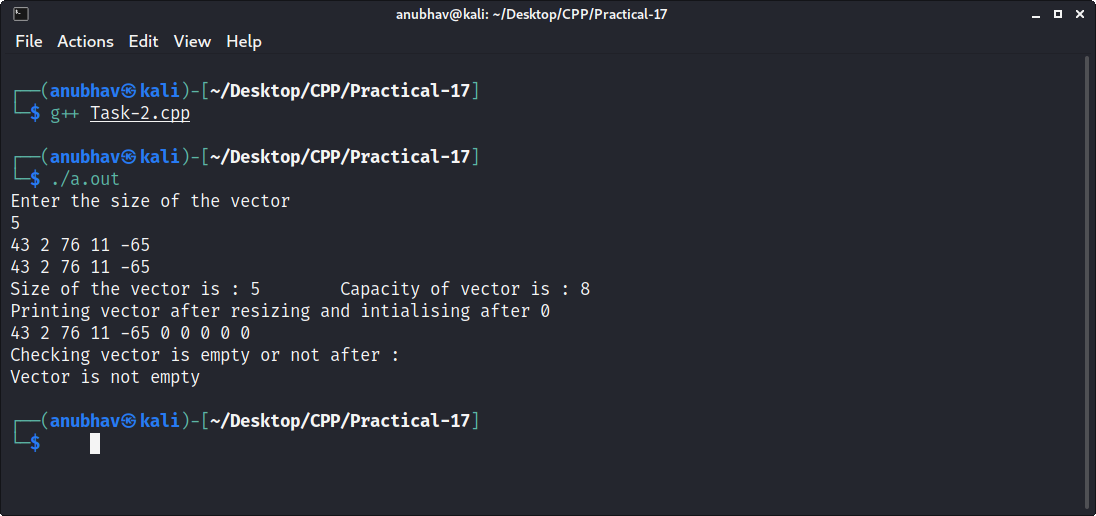 anubhav@kali: ~/Desktop/CPP/Practical-17
File Actions Edit View Help
┌──(anubhav㉿kali)-[~/Desktop/CPP/Practical-17]
└─$ g++ Task-2.cpp
┌──(anubhav㉿kali)-[~/Desktop/CPP/Practical-17]
└─$ ./a.out
Enter the size of the vector
5
43 2 76 11 -65
43 2 76 11 -65
Size of the vector is : 5        Capacity of vector is : 8
Printing vector after resizing and intialising after 0
43 2 76 11 -65 0 0 0 0 0
Checking vector is empty or not after :
Vector is not empty
┌──(anubhav㉿kali)-[~/Desktop/CPP/Practical-17]
└─$